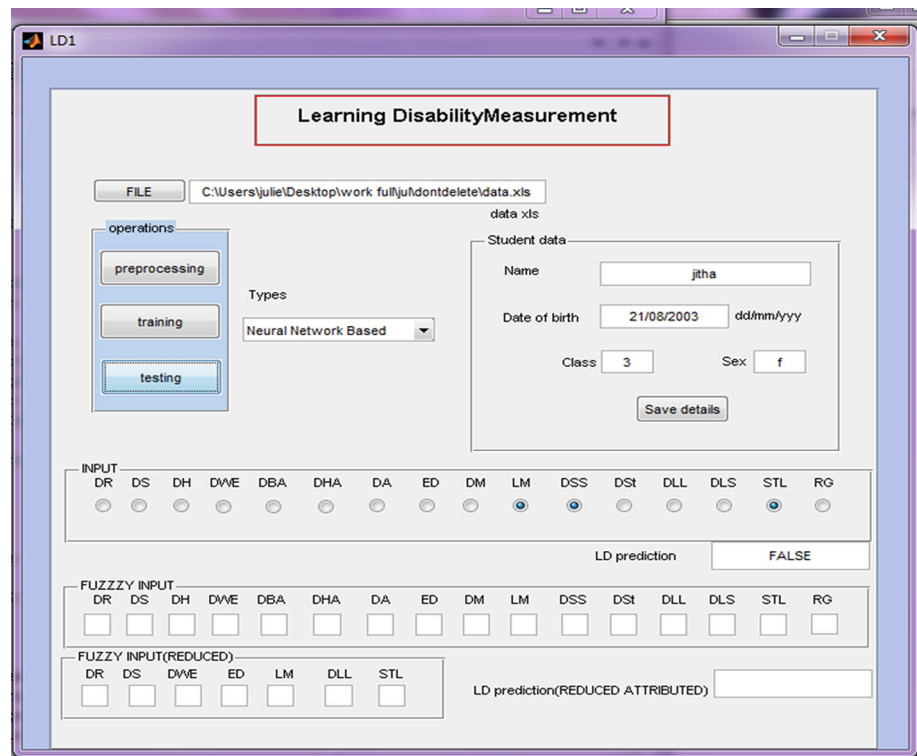 LD1
Learning DisabilityMeasurement
FILE C:\Users\julie\Desktop\work full\jul\dontdelete\data.xls
data xls
operations
preprocessing
training
testing
Types
Neural Network Based
Student data
Name jitha
Date of birth 21/08/2003 dd/mm/yyy
Class 3 Sex f
Save details
INPUT
DR DS DH DWE DBA DHA DA ED DM LM DSS DSt DLL DLS STL RG
LD prediction FALSE
FUZZZY INPUT
DR DS DH DWE DBA DHA DA ED DM LM DSS DSt DLL DLS STL RG
FUZZY INPUT(REDUCED)
DR DS DWE ED LM DLL STL
LD prediction(REDUCED ATTRIBUTED)